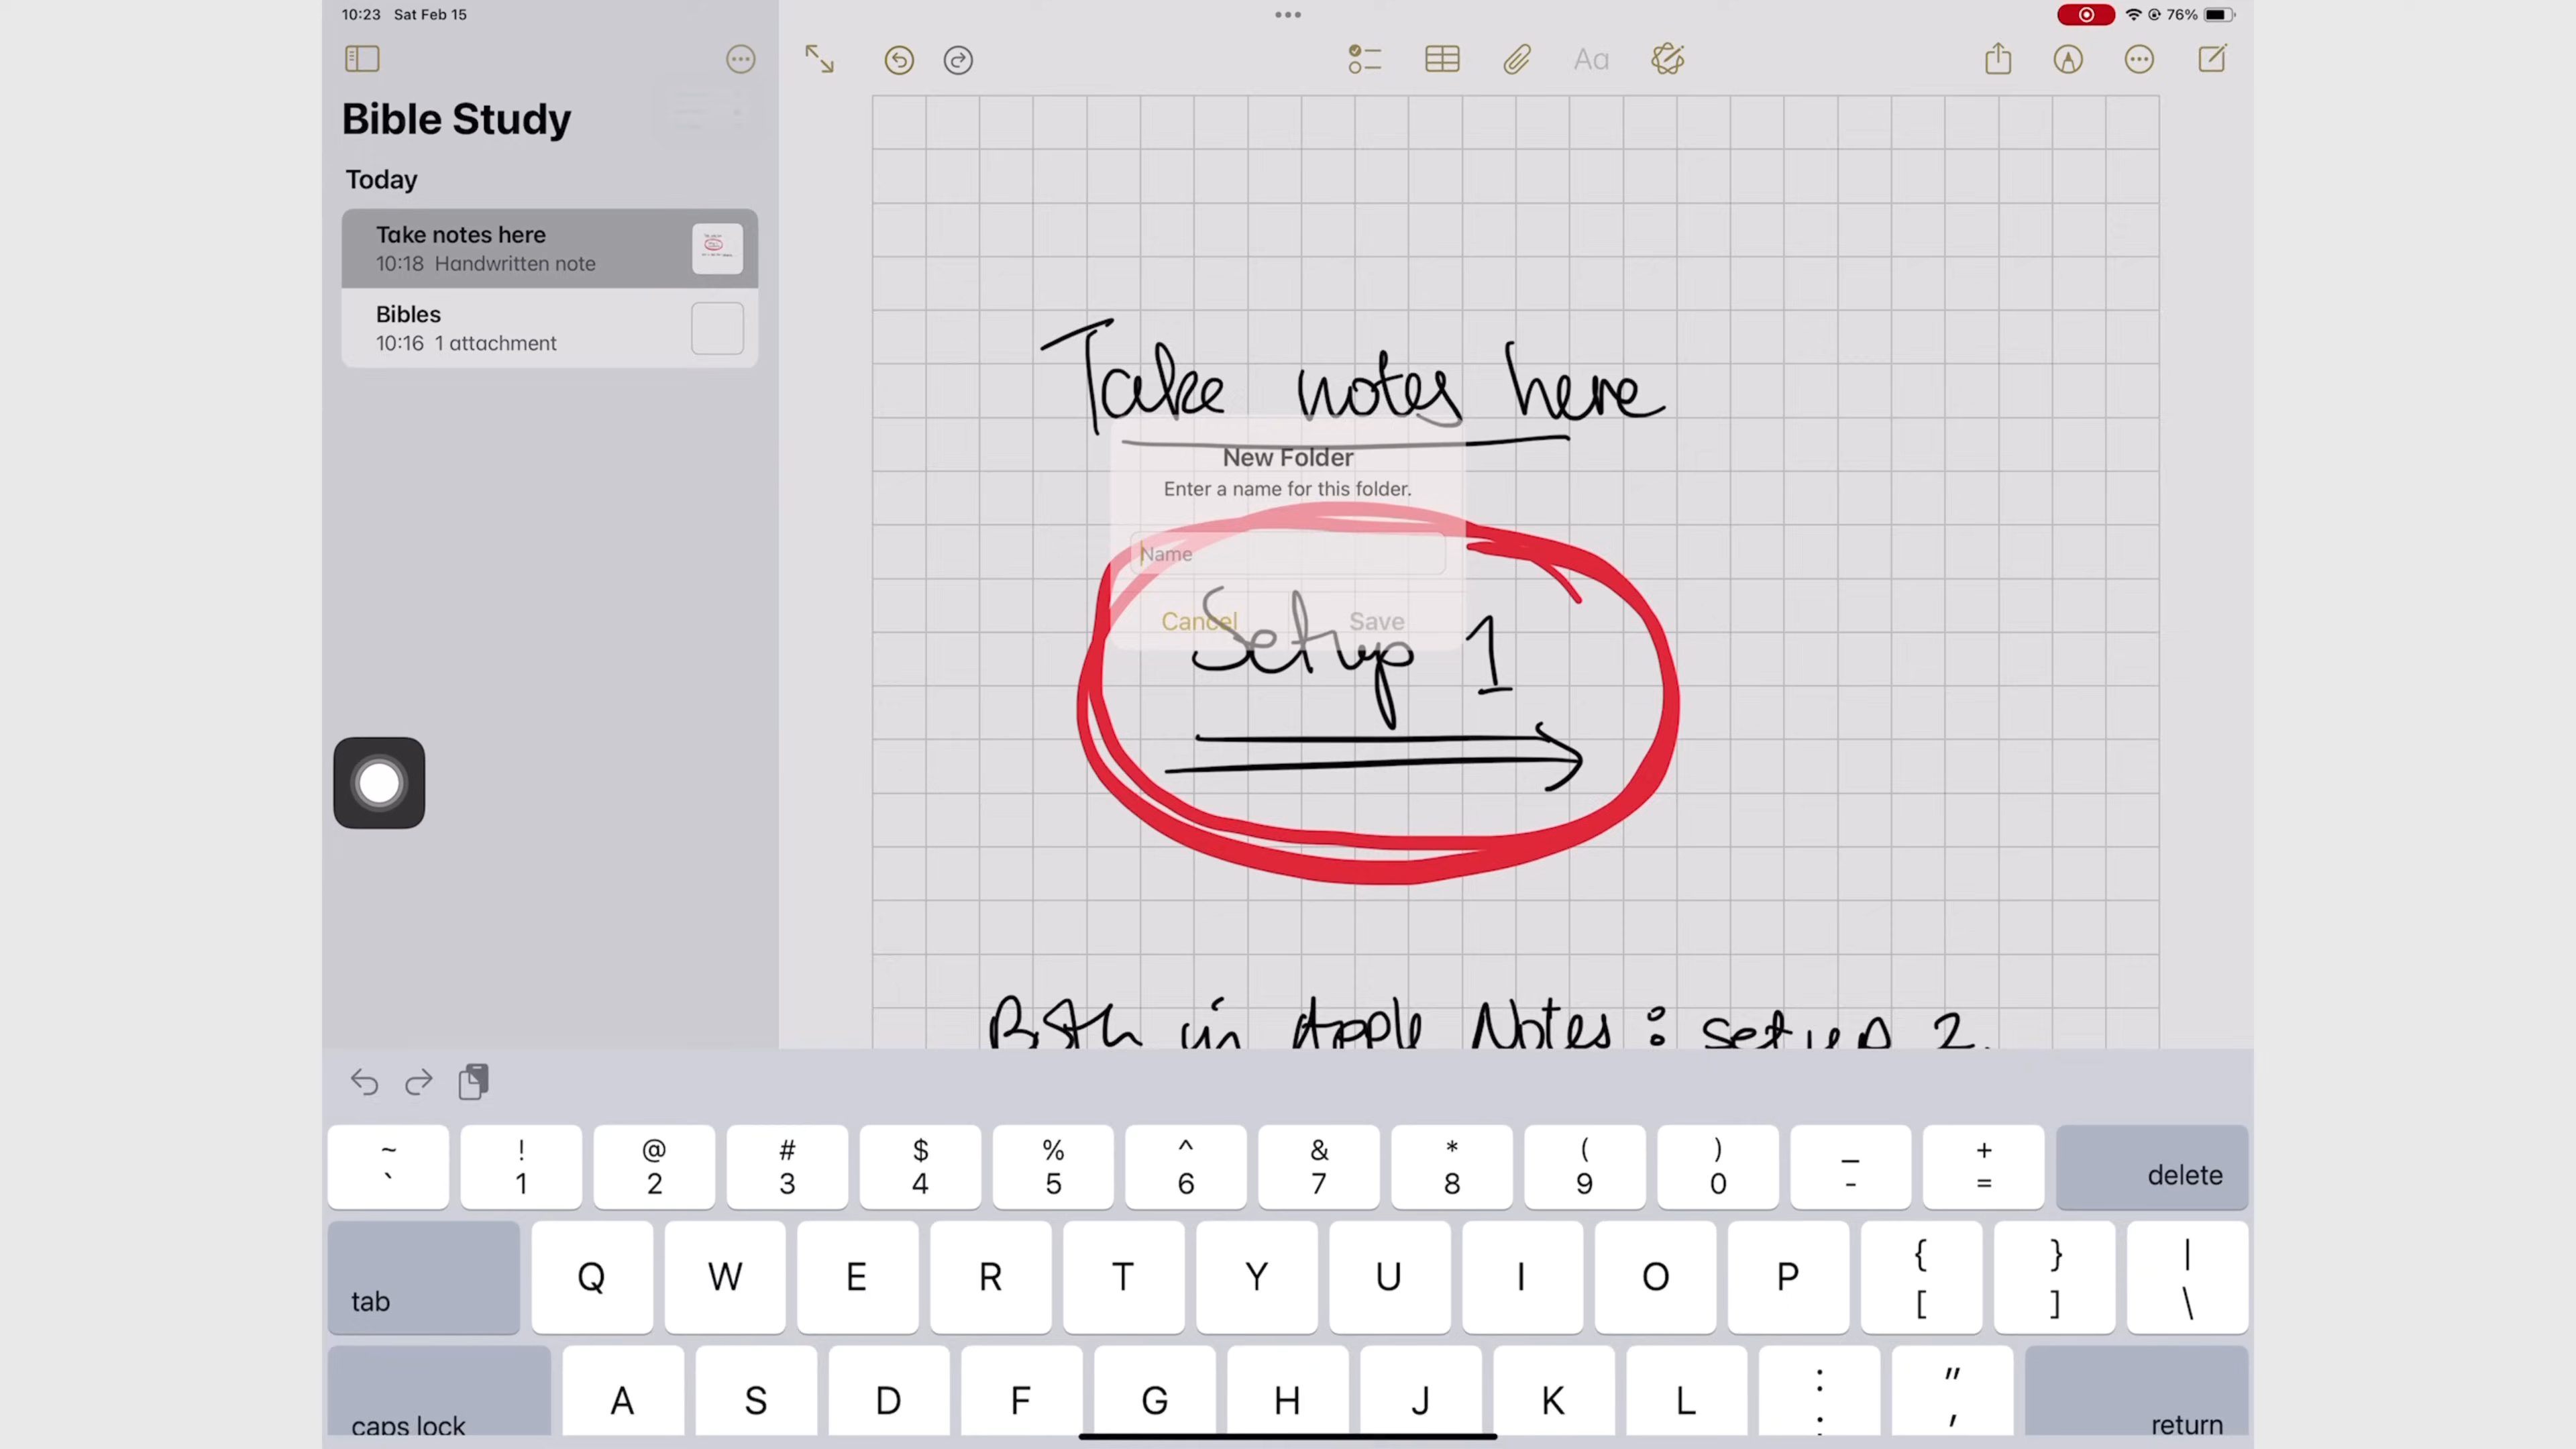 10:23 Sat Feb 15
76%
Bible Study
Today
Take notes here
10:18 Handwritten note
Bibles
10:16 1 attachment
Aa
Take notes here
New Folder
Enter a name for this folder.
Name
Cancel Save
Setup 1
Both in Apple Notes : setup 2.
~ ! @ # $ % ^ & * ( ) _ +
` 1 2 3 4 5 6 7 8 9 0 - = delete
tab Q W E R T Y U I O P { [ } ] | \
caps lock A S D F G H J K L : " ' return